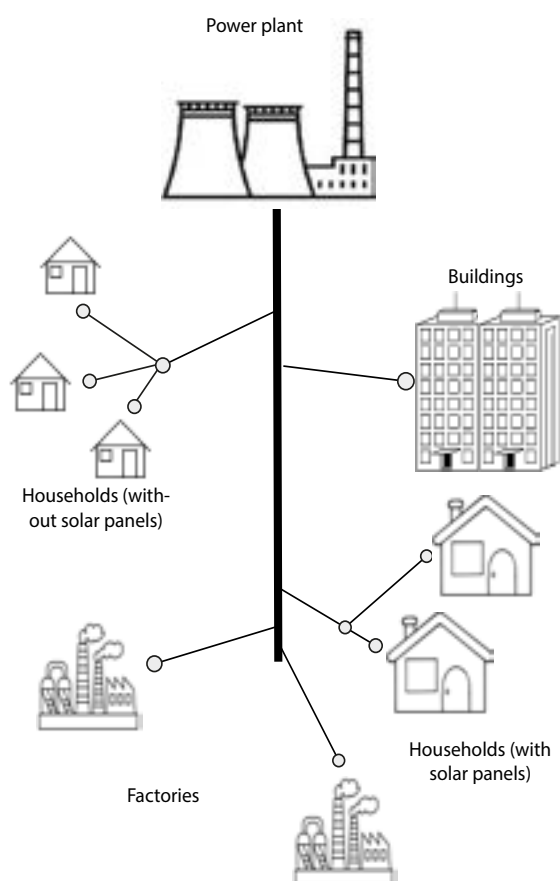 Power plant
Buildings
Households (with-
out solar panels)
Households (with
solar panels)
Factories